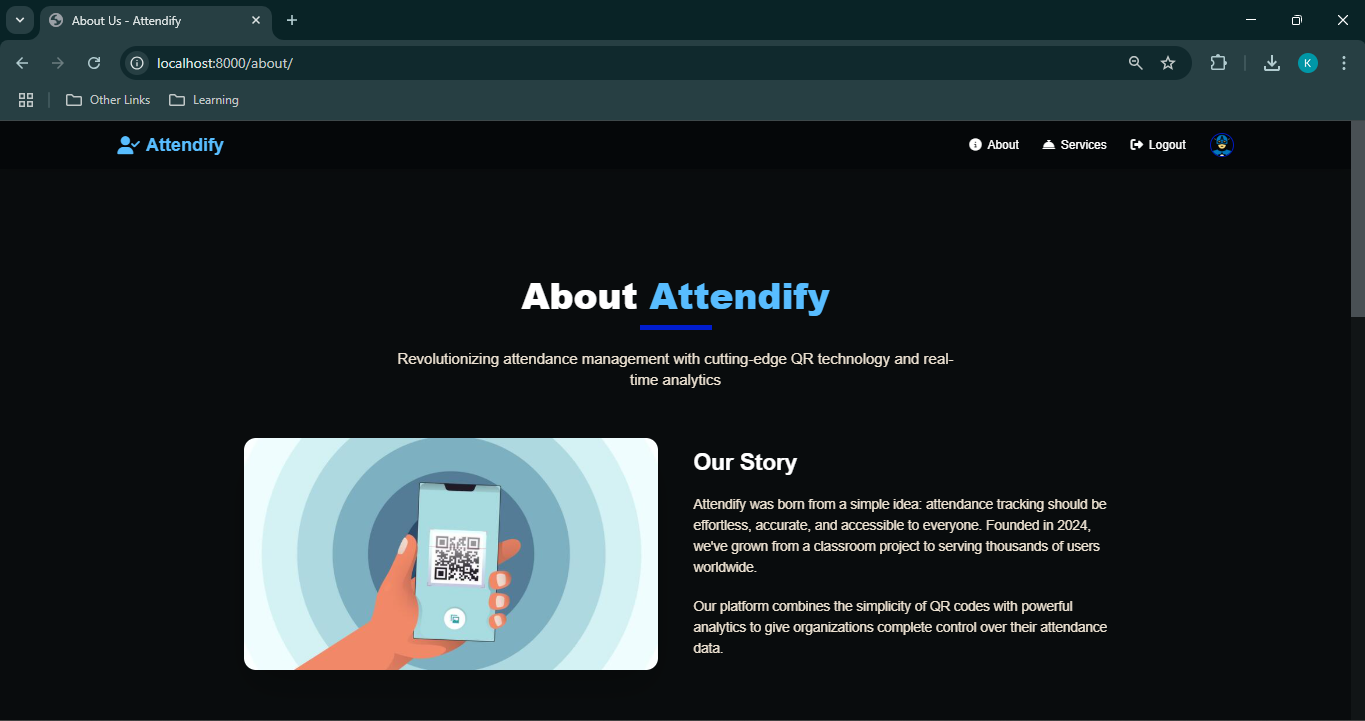 About Us - Attendify
localhost:8000/about/
K
Other Links
Learning
Attendify
About
Services
Logout
About Attendify
Revolutionizing attendance management with cutting-edge QR technology and real-
time analytics
Our Story
Attendify was born from a simple idea: attendance tracking should be
effortless, accurate, and accessible to everyone. Founded in 2024,
we've grown from a classroom project to serving thousands of users
worldwide.
Our platform combines the simplicity of QR codes with powerful
analytics to give organizations complete control over their attendance
data.